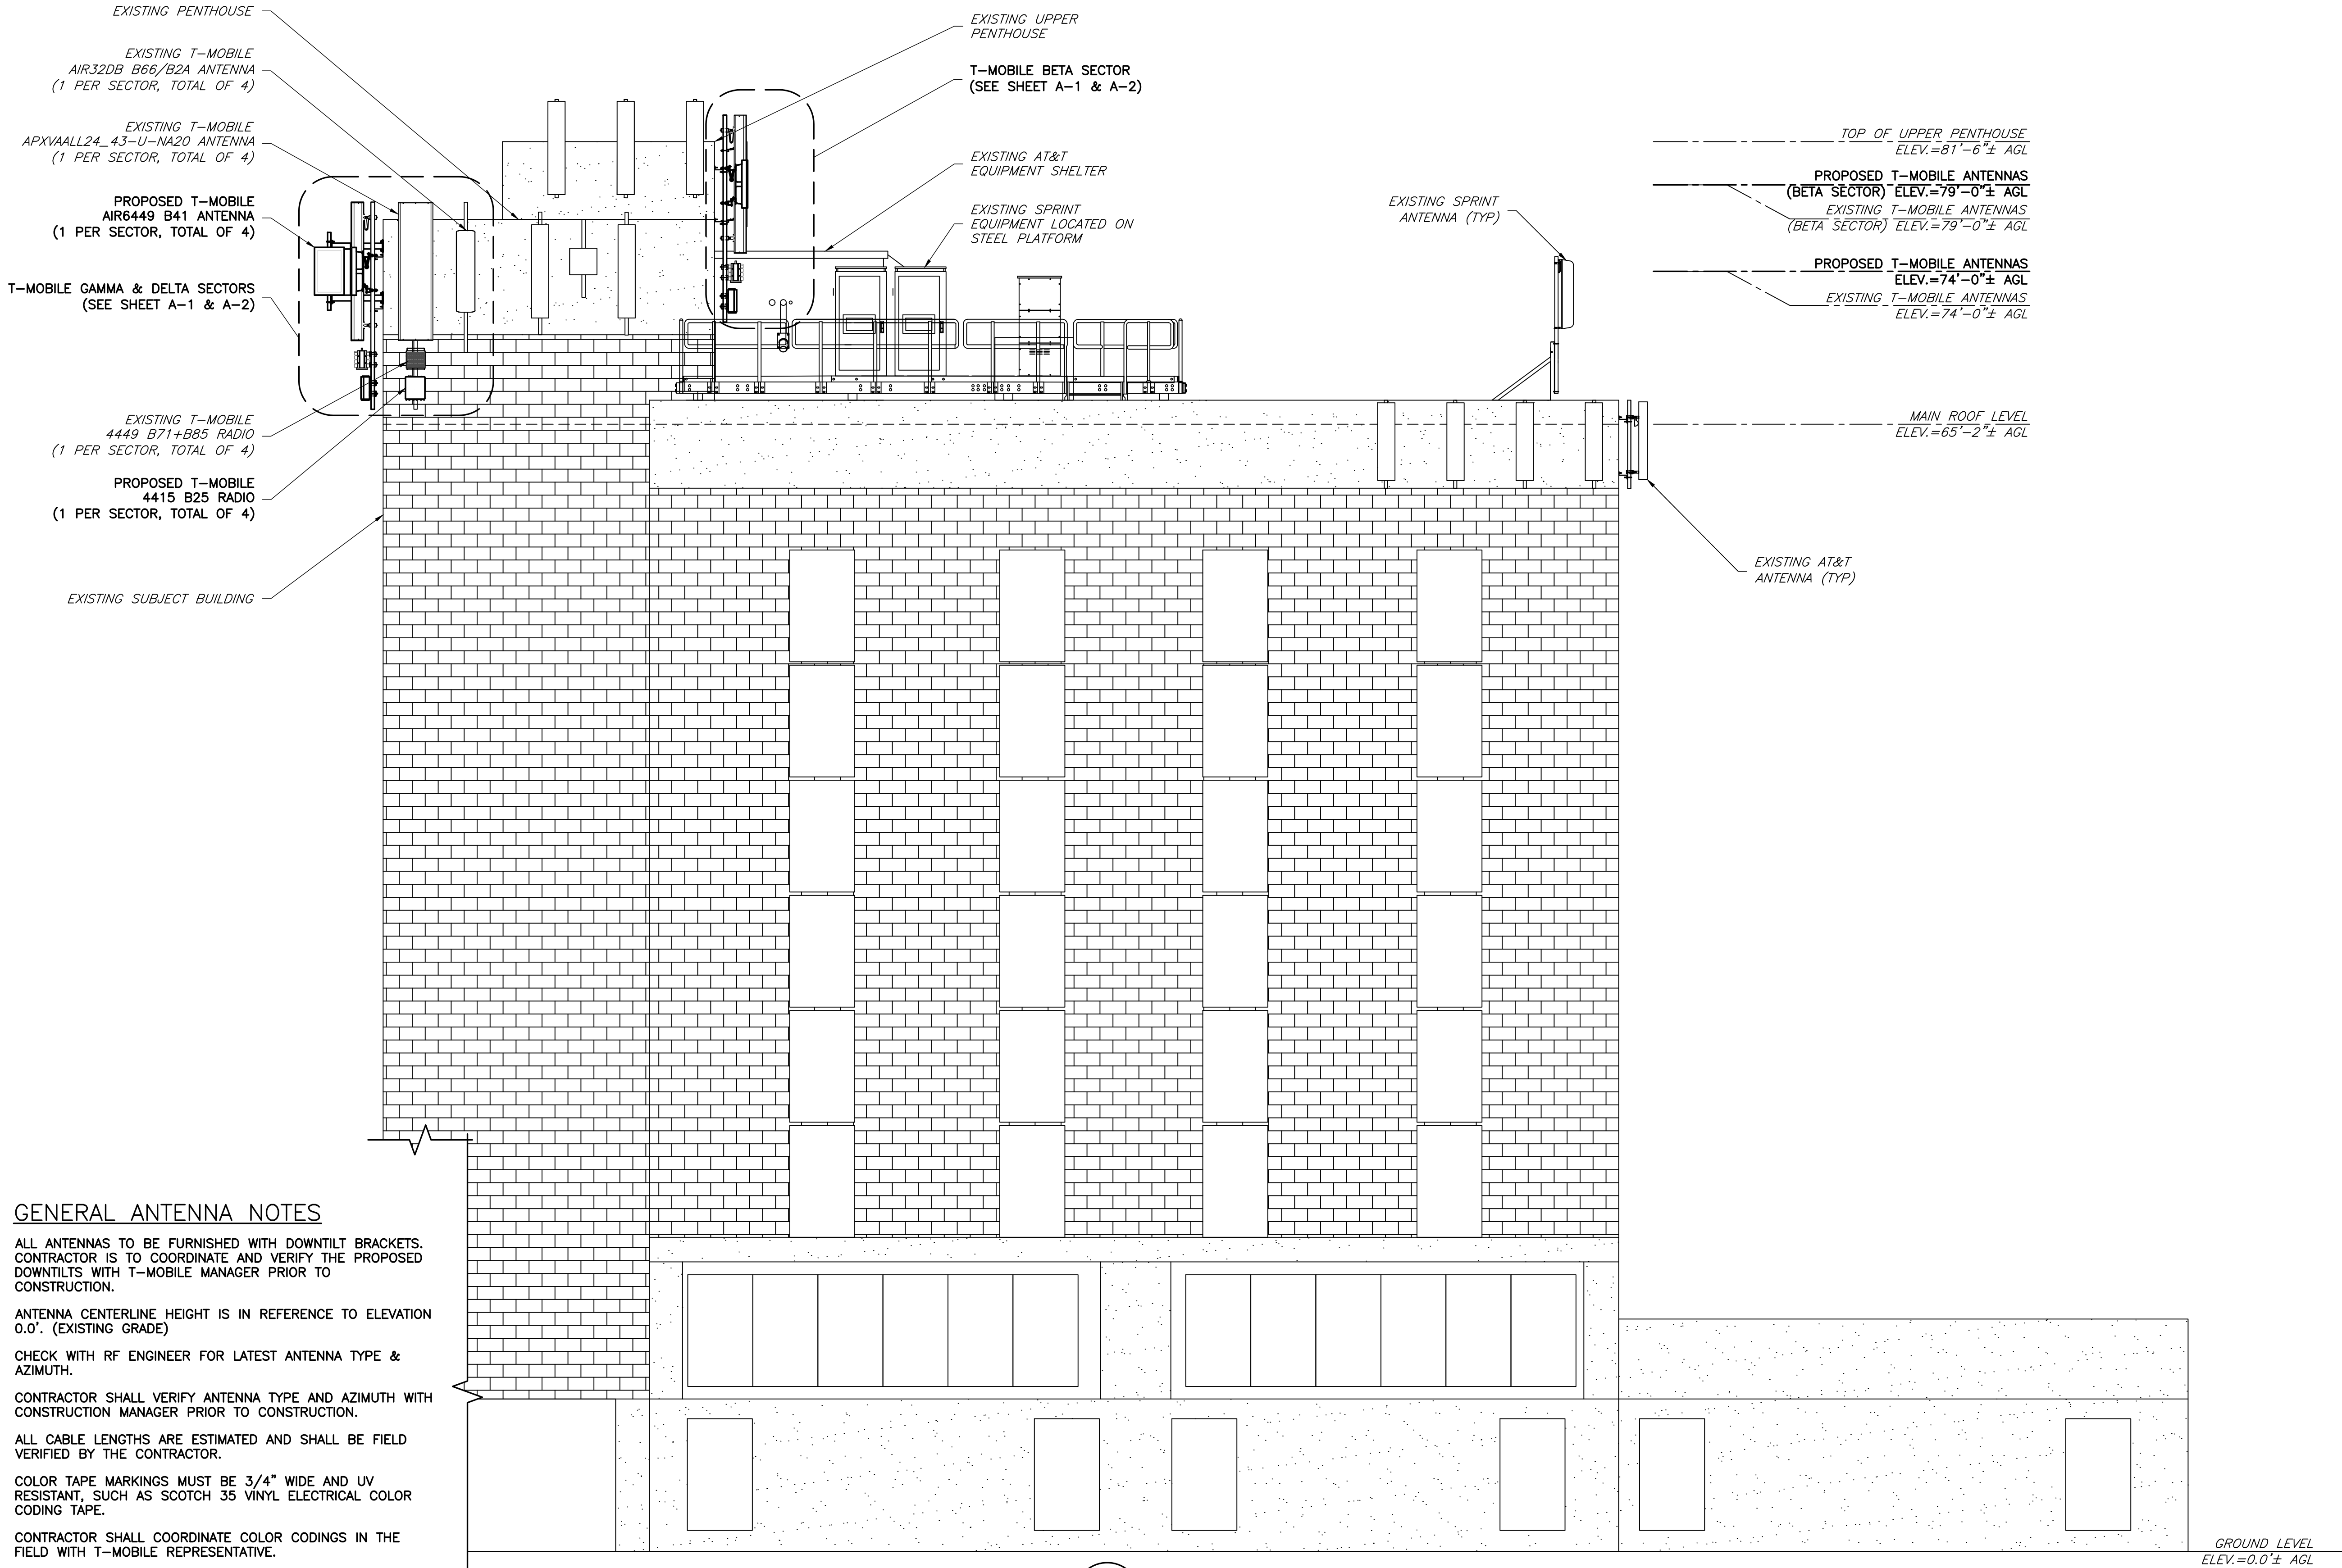 EXISTING PENTHOUSE
EXISTING T-MOBILE
AIR32DB B66/B2A ANTENNA
(1 PER SECTOR, TOTAL OF 4)
EXISTING T-MOBILE
APXVAALL24_43-U-NA20 ANTENNA
(1 PER SECTOR, TOTAL OF 4)
PROPOSED T-MOBILE
AIR6449 B41 ANTENNA
(1 PER SECTOR, TOTAL OF 4)
T-MOBILE GAMMA & DELTA SECTORS
(SEE SHEET A-1 & A-2)
EXISTING T-MOBILE
4449 B71+B85 RADIO
(1 PER SECTOR, TOTAL OF 4)
PROPOSED T-MOBILE
4415 B25 RADIO
(1 PER SECTOR, TOTAL OF 4)
EXISTING SUBJECT BUILDING
EXISTING UPPER
PENTHOUSE
T-MOBILE BETA SECTOR
(SEE SHEET A-1 & A-2)
EXISTING AT&T
EQUIPMENT SHELTER
EXISTING SPRINT
EQUIPMENT LOCATED ON
STEEL PLATFORM
EXISTING SPRINT
ANTENNA (TYP)
TOP OF UPPER PENTHOUSE
ELEV.=81'-6"± AGL
PROPOSED T-MOBILE ANTENNAS
(BETA SECTOR) ELEV.=79'-0"± AGL
EXISTING T-MOBILE ANTENNAS
(BETA SECTOR) ELEV.=79'-0"± AGL
PROPOSED T-MOBILE ANTENNAS
ELEV.=74'-0"± AGL
EXISTING T-MOBILE ANTENNAS
ELEV.=74'-0"± AGL
MAIN ROOF LEVEL
ELEV.=65'-2"± AGL
EXISTING AT&T
ANTENNA (TYP)
GENERAL ANTENNA NOTES
ALL ANTENNAS TO BE FURNISHED WITH DOWNTILT BRACKETS.
CONTRACTOR IS TO COORDINATE AND VERIFY THE PROPOSED
DOWNTILTS WITH T-MOBILE MANAGER PRIOR TO
CONSTRUCTION.
ANTENNA CENTERLINE HEIGHT IS IN REFERENCE TO ELEVATION
0.0'. (EXISTING GRADE)
CHECK WITH RF ENGINEER FOR LATEST ANTENNA TYPE &
AZIMUTH.
CONTRACTOR SHALL VERIFY ANTENNA TYPE AND AZIMUTH WITH
CONSTRUCTION MANAGER PRIOR TO CONSTRUCTION.
ALL CABLE LENGTHS ARE ESTIMATED AND SHALL BE FIELD
VERIFIED BY THE CONTRACTOR.
COLOR TAPE MARKINGS MUST BE 3/4" WIDE AND UV
RESISTANT, SUCH AS SCOTCH 35 VINYL ELECTRICAL COLOR
CODING TAPE.
CONTRACTOR SHALL COORDINATE COLOR CODINGS IN THE
FIELD WITH T-MOBILE REPRESENTATIVE.
GROUND LEVEL
ELEV.=0.0'± AGL